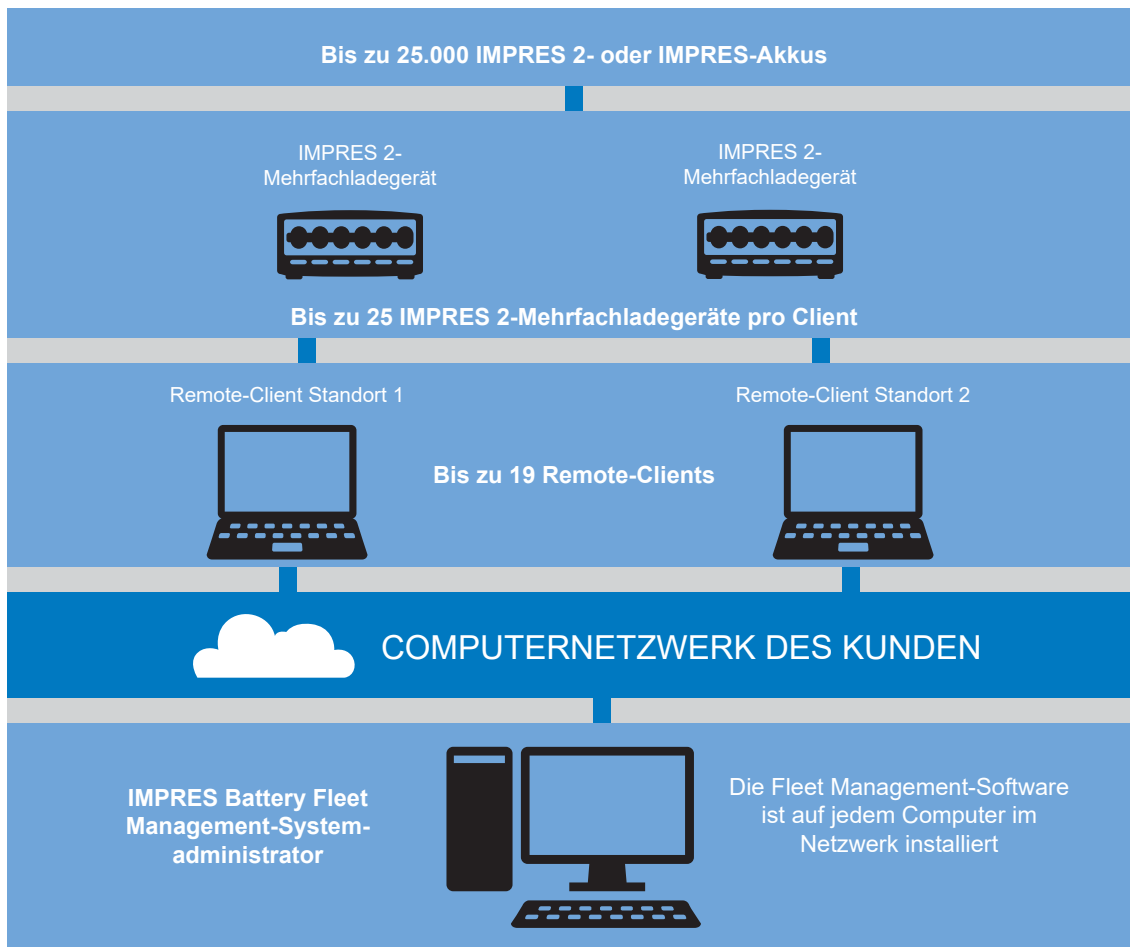 Bis zu 25.000 IMPRES 2- oder IMPRES-Akkus
IMPRES 2-
Mehrfachladegerät
IMPRES 2-
Mehrfachladegerät
Bis zu 25 IMPRES 2-Mehrfachladegeräte pro Client
Remote-Client Standort 1
Remote-Client Standort 2
Bis zu 19 Remote-Clients
COMPUTERNETZWERK DES KUNDEN
IMPRES Battery Fleet
Management-System-
administrator
Die Fleet Management-Software
ist auf jedem Computer im
Netzwerk installiert